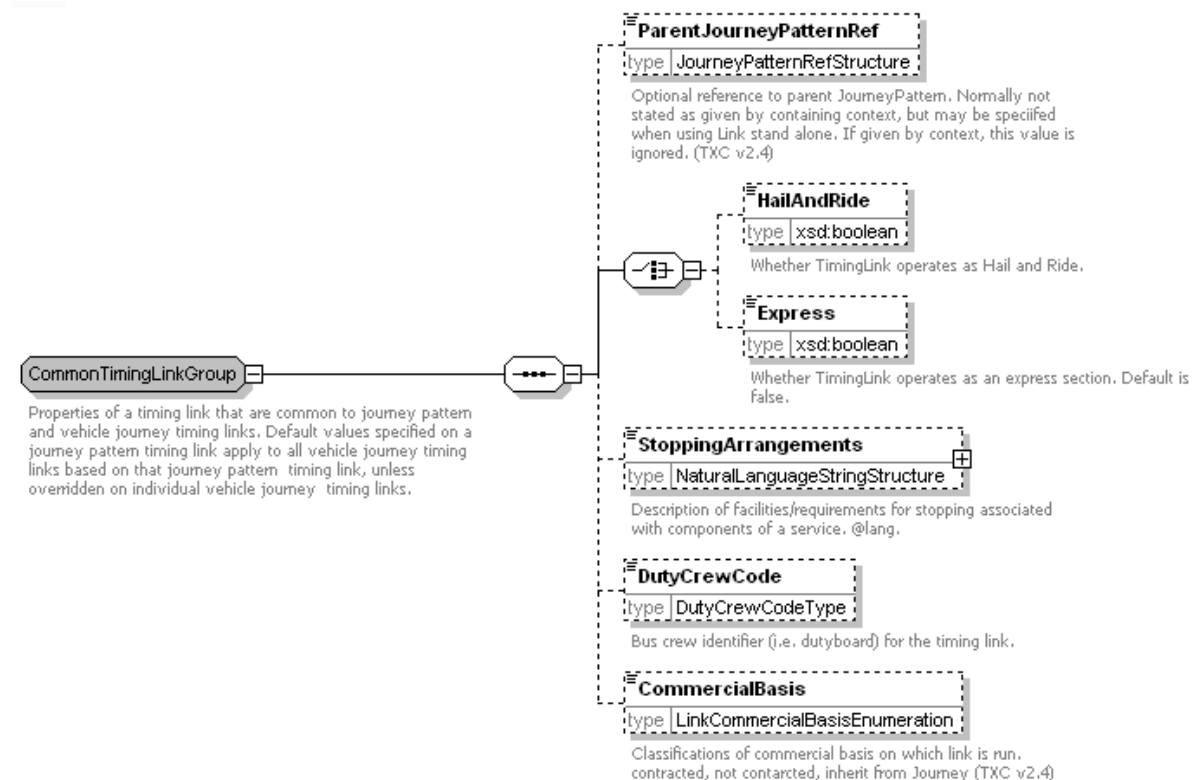 ParentJourneyPatternRef
type JourneyPatternRefStructure
Optional reference to parent JourneyPattern. Normally not
stated as given by containing context, but may be speciifed
when using Link stand alone. If given by context, this value is
ignored. (TXC v2.4)
HailAndRide
type xsd:boolean
Whether TimingLink operates as Hail and Ride.
Express
type xsd:boolean
Whether TimingLink operates as an express section. Default is
false.
CommonTimingLinkGroup
Properties of a timing link that are common to journey pattern
and vehicle journey timing links. Default values specified on a
journey pattern timing link apply to all vehicle journey timing
links based on that journey pattern timing link, unless
overridden on individual vehicle journey timing links.
StoppingArrangements
type NaturalLanguageStringStructure
Description of facilities/requirements for stopping associated
with components of a service. @lang.
DutyCrewCode
type DutyCrewCodeType
Bus crew identifier (i.e. dutyboard) for the timing link.
CommercialBasis
type LinkCommercialBasisEnumeration
Classifications of commercial basis on which link is run.
contracted, not contarcted, inherit from Journey (TXC v2.4)